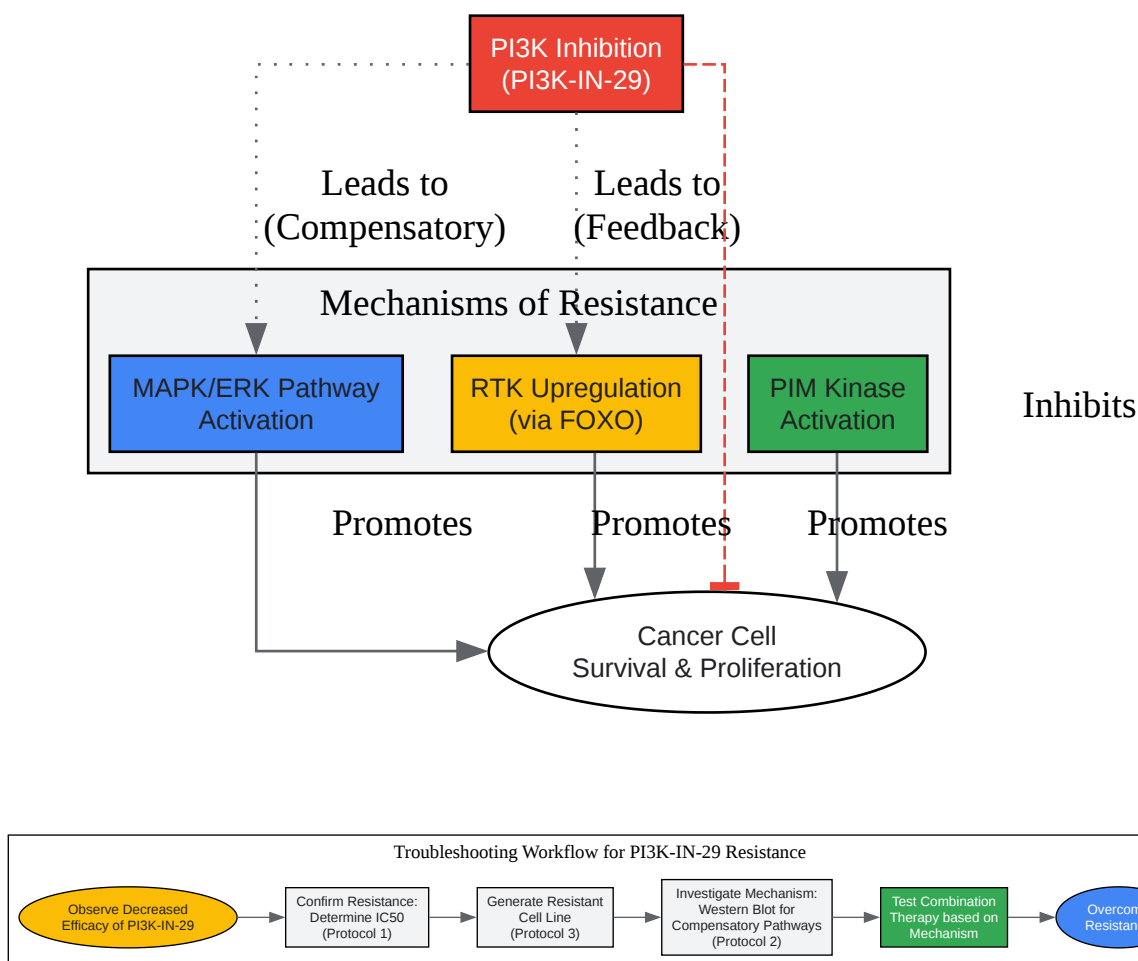 PI3K Inhibition
(PI3K-IN-29)
Leads to
(Compensatory)
Leads to
(Feedback)
Mechanisms of Resistance
MAPK/ERK Pathway
Activation
RTK Upregulation
(via FOXO)
PIM Kinase
Activation
Inhibits
Promotes
Promotes
Promotes
Cancer Cell
Survival & Proliferation
Troubleshooting Workflow for PI3K-IN-29 Resistance
Observe Decreased
Efficacy of PI3K-IN-29
Confirm Resistance:
Determine IC50
(Protocol 1)
Generate Resistant
Cell Line
(Protocol 3)
Investigate Mechanism:
Western Blot for
Compensatory Pathways
(Protocol 2)
Test Combination
Therapy based on
Mechanism